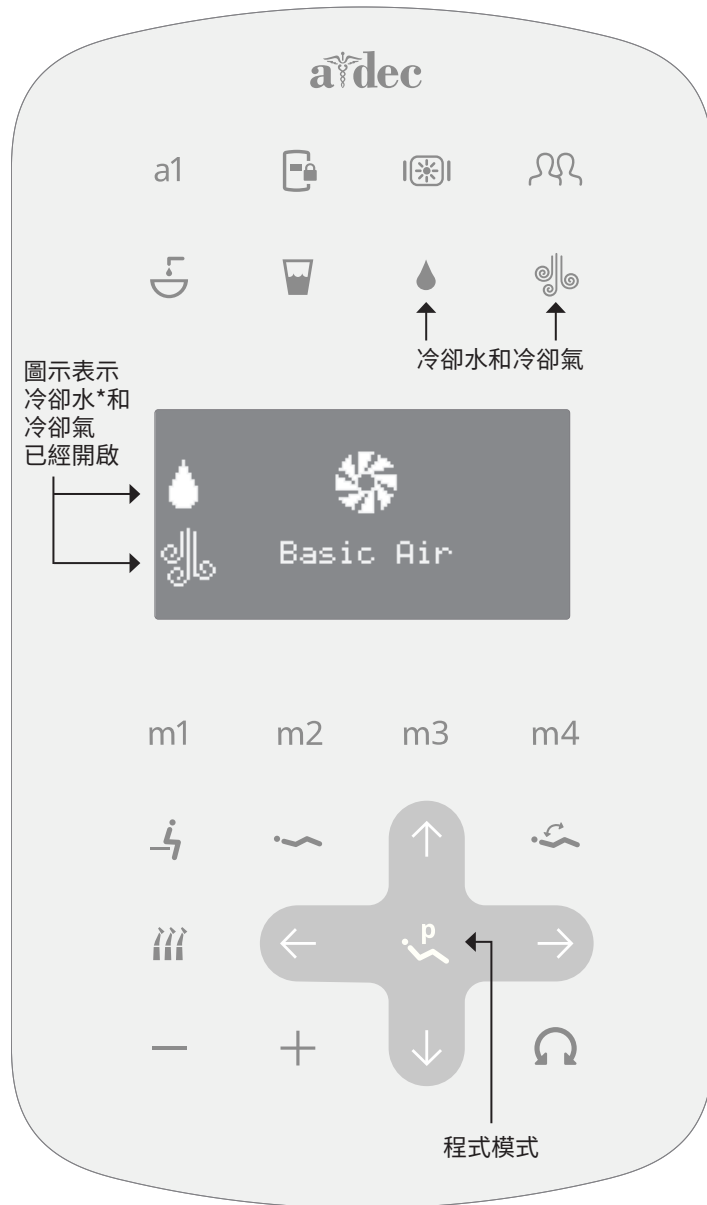 a dec
a1
冷卻水和冷卻氣
圖示表示
冷卻水*和
冷卻氣
已經開啟
Basic Air
m1 m2 m3 m4
p
程式模式